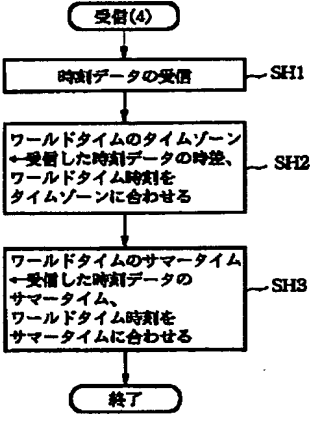 受信(4)
時刻データの受信
SH1
ワールドタイムのタイムゾーン
←受信した時刻データの時差、
ワールドタイム時刻を
タイムゾーンに合わせる
SH2
ワールドタイムのサマータイム
←受信した時刻データの
サマータイム、
ワールドタイム時刻を
サマータイムに合わせる
SH3
終了